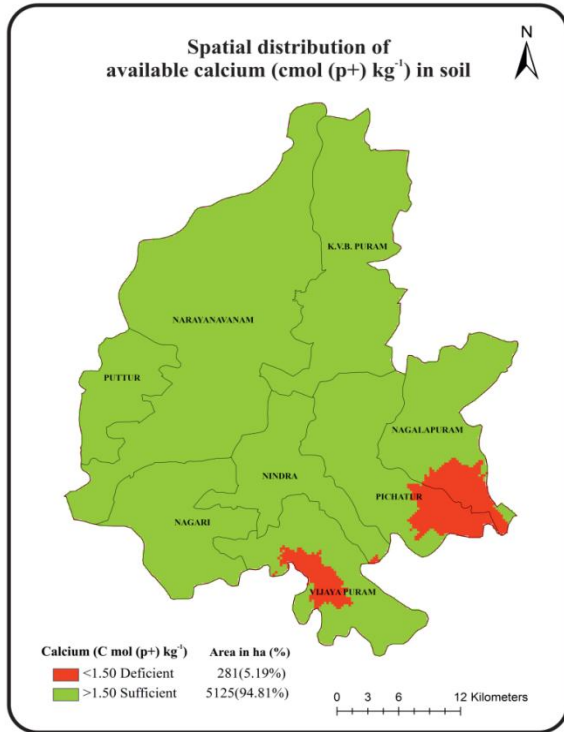 N
Spatial distribution of
available calcium (cmol (p+) kg⁻¹) in soil
K.V.B. PURAM
NARAYANAVANAM
PUTTUR
NAGALAPURAM
NINDRA
PICHATUR
NAGARI
VIJAYA PURAM
Calcium (C mol (p+) kg⁻¹) Area in ha (%)
<1.50 Deficient 281(5.19%)
>1.50 Sufficient 5125(94.81%)
0 3 6 12 Kilometers